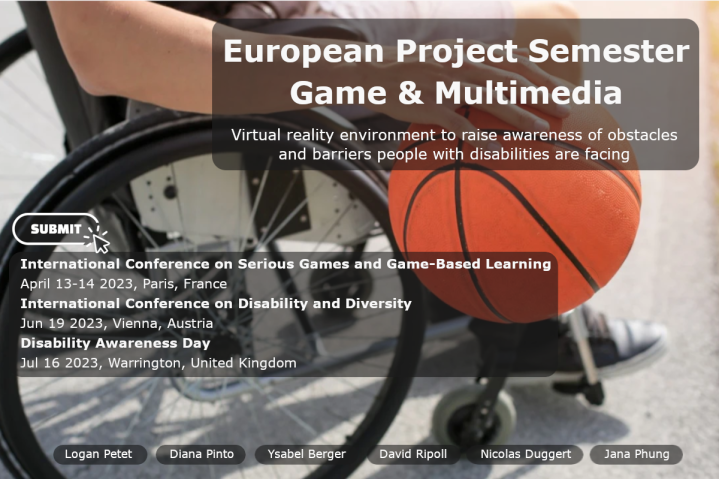 European Project Semester
Game & Multimedia
Virtual reality environment to raise awareness of obstacles
and barriers people with disabilities are facing
SUBMIT
International Conference on Serious Games and Game-Based Learning
April 13-14 2023, Paris, France
International Conference on Disability and Diversity
Jun 19 2023, Vienna, Austria
Disability Awareness Day
Jul 16 2023, Warrington, United Kingdom
Logan Petet
Diana Pinto
Ysabel Berger
David Ripoll
Nicolas Duggert
Jana Phung